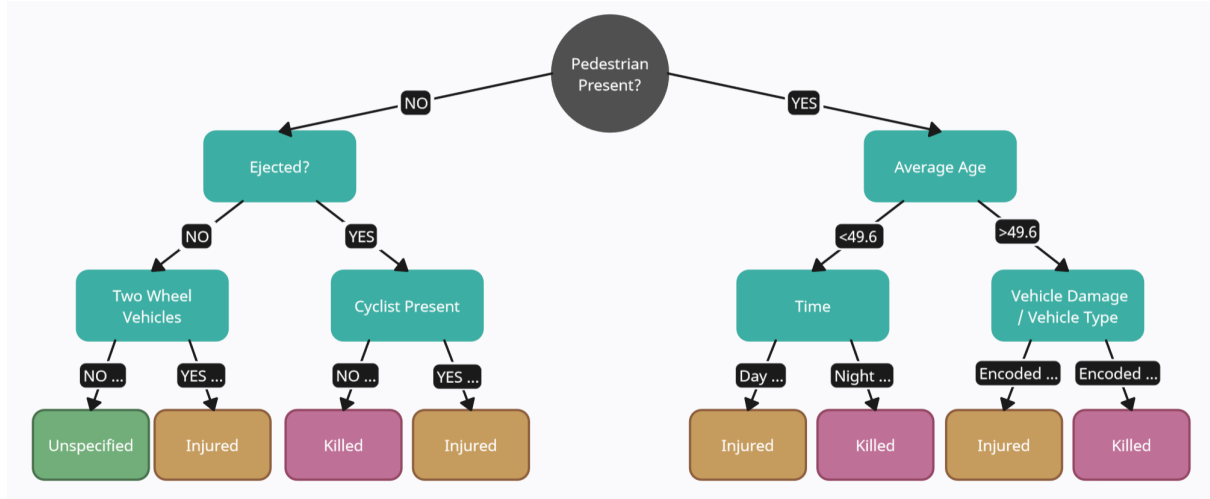 Pedestrian
Present?
NO
YES
Ejected?
Average Age
NO
YES
<49.6
>49.6
Two Wheel
Vehicles
Cyclist Present
Time
Vehicle Damage
/ Vehicle Type
NO ...
YES ...
NO ...
YES ...
Day ...
Night ...
Encoded ...
Encoded ...
Unspecified
Injured
Killed
Injured
Injured
Killed
Injured
Killed